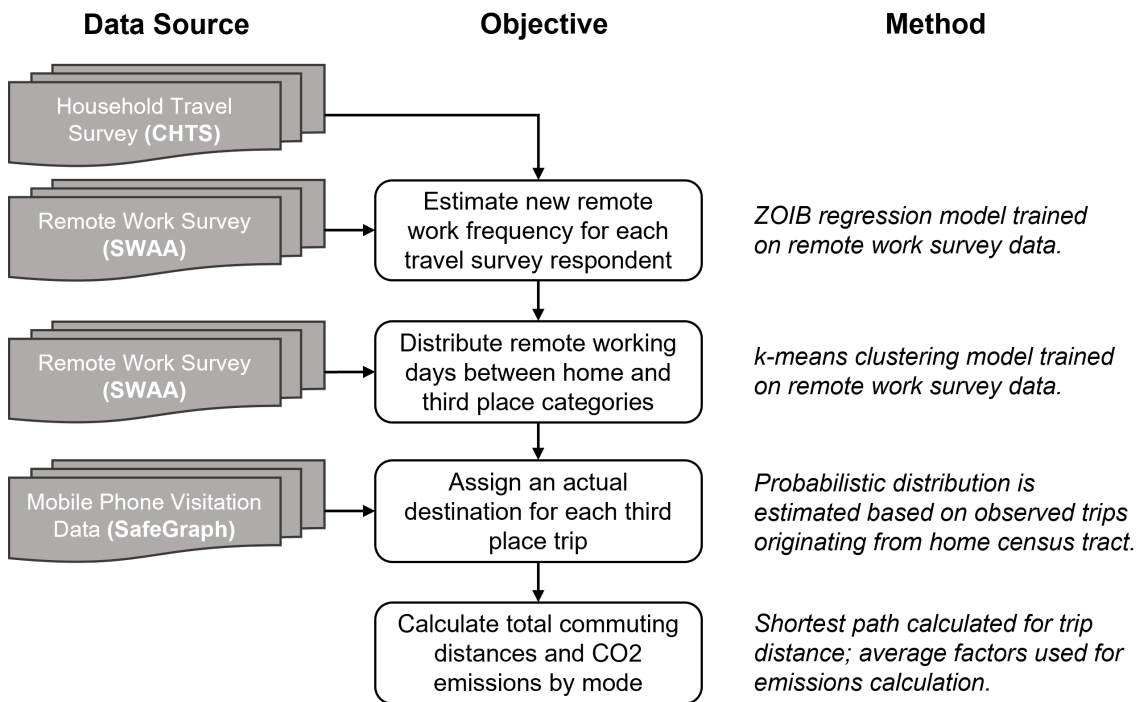 Data Source
Objective
Method
Household Travel
Survey (CHTS)
Remote Work Survey
(SWAA)
Estimate new remote
work frequency for each
travel survey respondent
ZOIB regression model trained
on remote work survey data.
Remote Work Survey
(SWAA)
Distribute remote working
days between home and
third place categories
k-means clustering model trained
on remote work survey data.
Mobile Phone Visitation
Data (SafeGraph)
Assign an actual
destination for each third
place trip
Probabilistic distribution is
estimated based on observed trips
originating from home census tract.
Calculate total commuting
distances and CO2
emissions by mode
Shortest path calculated for trip
distance; average factors used for
emissions calculation.